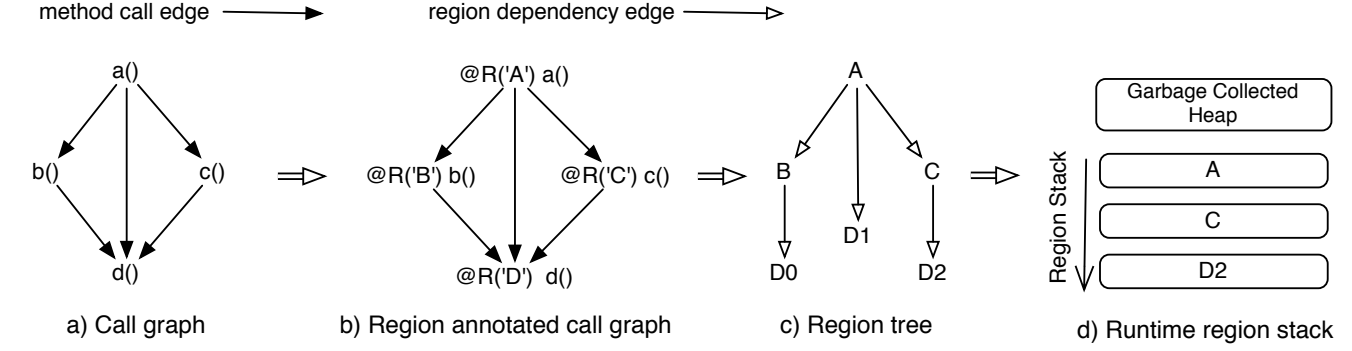 method call edge
region dependency edge
a()
b()
c()
d()
a) Call graph
@R('A') a()
@R('B') b()
@R('C') c()
@R('D') d()
b) Region annotated call graph
A
B
C
D1
D0
D2
c) Region tree
Garbage Collected
Heap
Region Stack
A
C
D2
d) Runtime region stack